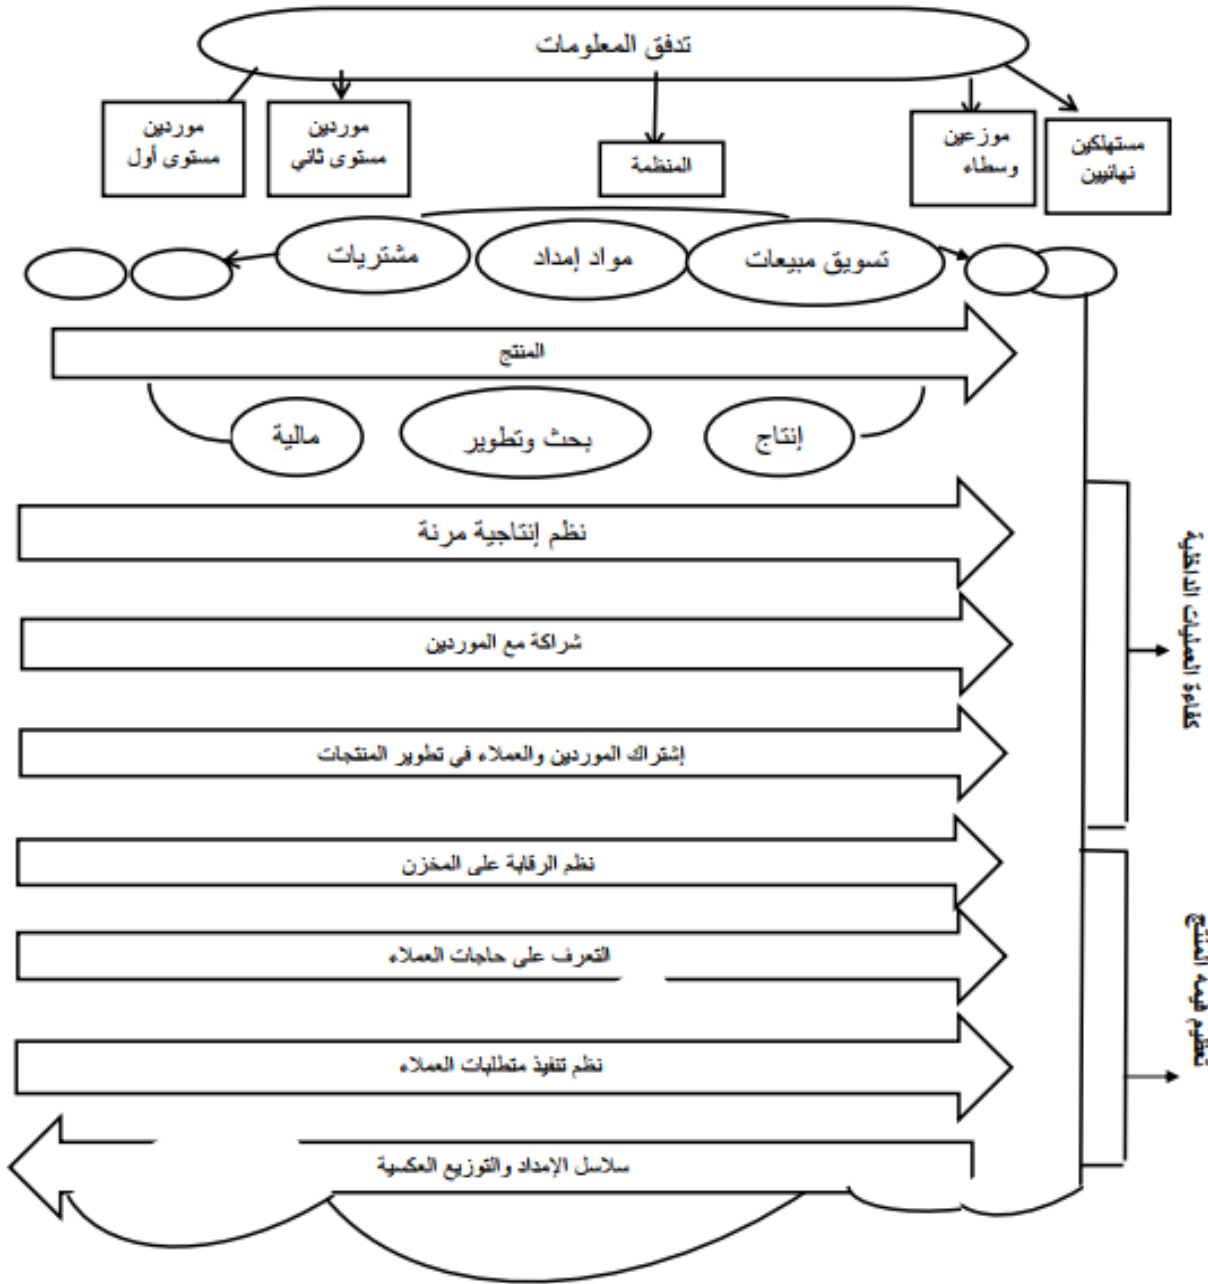 تدفق المعلومات
مستهلكين
نهائيين
موزعين
وسطاء
المنظمة
موردين
مستوى ثاني
موردين
مستوى أول
تسويق مبيعات
مواد إمداد
مشتريات
المنتج
إنتاج
بحث وتطوير
مالية
نظم إنتاجية مرنة
شراكة مع الموردين
إشتراك الموردين والعملاء في تطوير المنتجات
نظم الرقابة على المخزن
التعرف على حاجات العملاء
نظم تنفيذ متطلبات العملاء
سلاسل الإمداد والتوزيع العكسية
كفاءة العمليات الداخلية
تعظيم قيمة المنتج